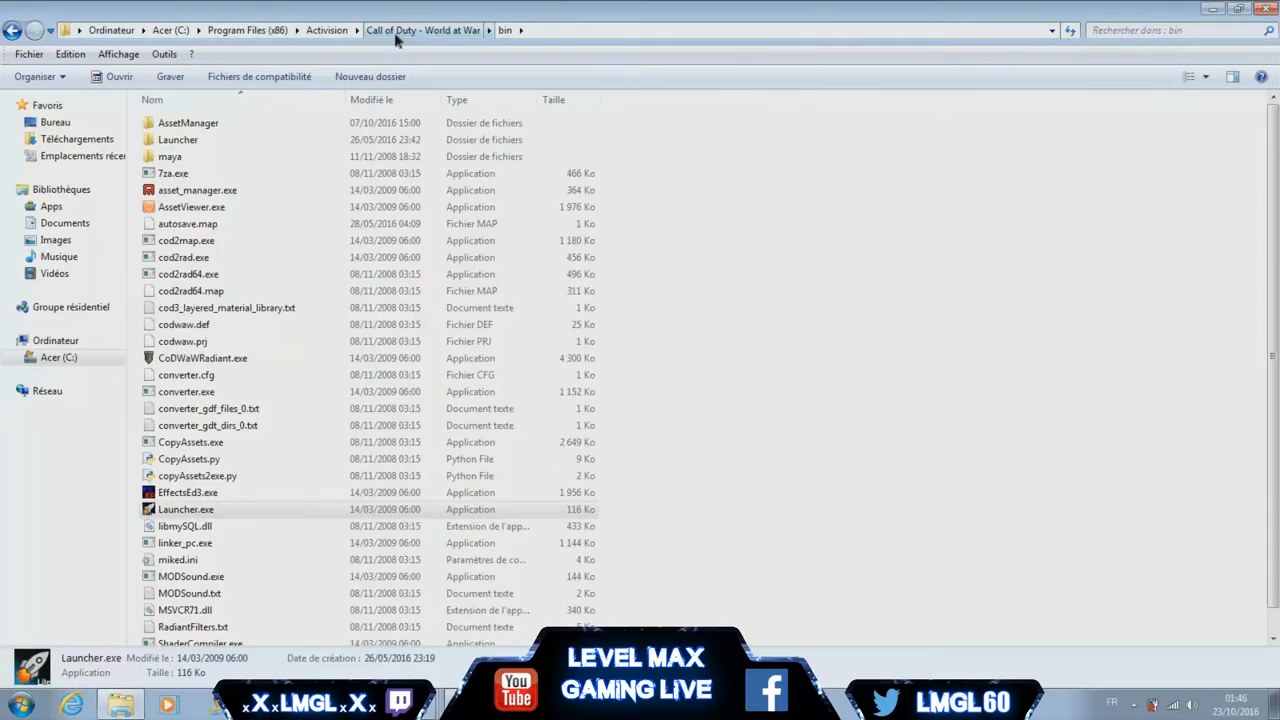 Ordinateur Acer (C:) Program Files (x86) Activision Call of Duty - World at War bin
Rechercher dans: bin
Fichier Edition Affichage Outils ?
Organiser Ouvrir Graver Fichiers de compatibilité Nouveau dossier
Favoris
Bureau
Téléchargements
Emplacements récer
Bibliothèques
Apps
Documents
Images
Musique
Vidéos
Groupe résidentiel
Ordinateur
Acer (C:)
Réseau
Nom Modifié le Type Taille
AssetManager 07/10/2016 15:00 Dossier de fichiers
Launcher 26/05/2016 23:42 Dossier de fichiers
maya 11/11/2008 18:32 Dossier de fichiers
7za.exe 08/11/2008 03:15 Application 466 Ko
asset_manager.exe 14/03/2009 06:00 Application 364 Ko
AssetViewer.exe 14/03/2009 06:00 Application 1 976 Ko
autosave.map 28/05/2016 04:09 Fichier MAP 1 Ko
cod2map.exe 14/03/2009 06:00 Application 1 180 Ko
cod2rad.exe 14/03/2009 06:00 Application 456 Ko
cod2rad64.exe 08/11/2008 03:15 Application 496 Ko
cod2rad64.map 08/11/2008 03:15 Fichier MAP 311 Ko
cod3_layered_material_library.txt 08/11/2008 03:15 Document texte 1 Ko
codwaw.def 08/11/2008 03:15 Fichier DEF 25 Ko
codwaw.prj 08/11/2008 03:15 Fichier PRJ 1 Ko
CoDWaWRadiant.exe 14/03/2009 06:00 Application 4 300 Ko
converter.cfg 08/11/2008 03:15 Fichier CFG 1 Ko
converter.exe 14/03/2009 06:00 Application 1 152 Ko
converter_gdf_files_0.txt 08/11/2008 03:15 Document texte 1 Ko
converter_gdt_dirs_0.txt 08/11/2008 03:15 Document texte 1 Ko
CopyAssets.exe 08/11/2008 03:15 Application 2 649 Ko
CopyAssets.py 08/11/2008 03:15 Python File 9 Ko
copyAssets2exe.py 08/11/2008 03:15 Python File 2 Ko
EffectsEd3.exe 14/03/2009 06:00 Application 1 956 Ko
Launcher.exe 14/03/2009 06:00 Application 116 Ko
libmySQL.dll 08/11/2008 03:15 Extension de l'app... 433 Ko
linker_pc.exe 14/03/2009 06:00 Application 1 144 Ko
miked.ini 08/11/2008 03:15 Paramètres de co... 4 Ko
MODSound.exe 14/03/2009 06:00 Application 144 Ko
MODSound.txt 08/11/2008 03:15 Document texte 2 Ko
MSVCR71.dll 08/11/2008 03:15 Extension de l'app... 340 Ko
RadiantFilters.txt 08/11/2008 03:15 Document texte
ShaderCompiler.exe
Launcher.exe Modifié le : 14/03/2009 06:00 Date de création : 26/05/2016 23:19
Application Taille : 116 Ko
XxLMGLxX
You Tube
LEVEL MAX
GAMING LIVE
f
LMGL60
FR
01:46
23/10/2016